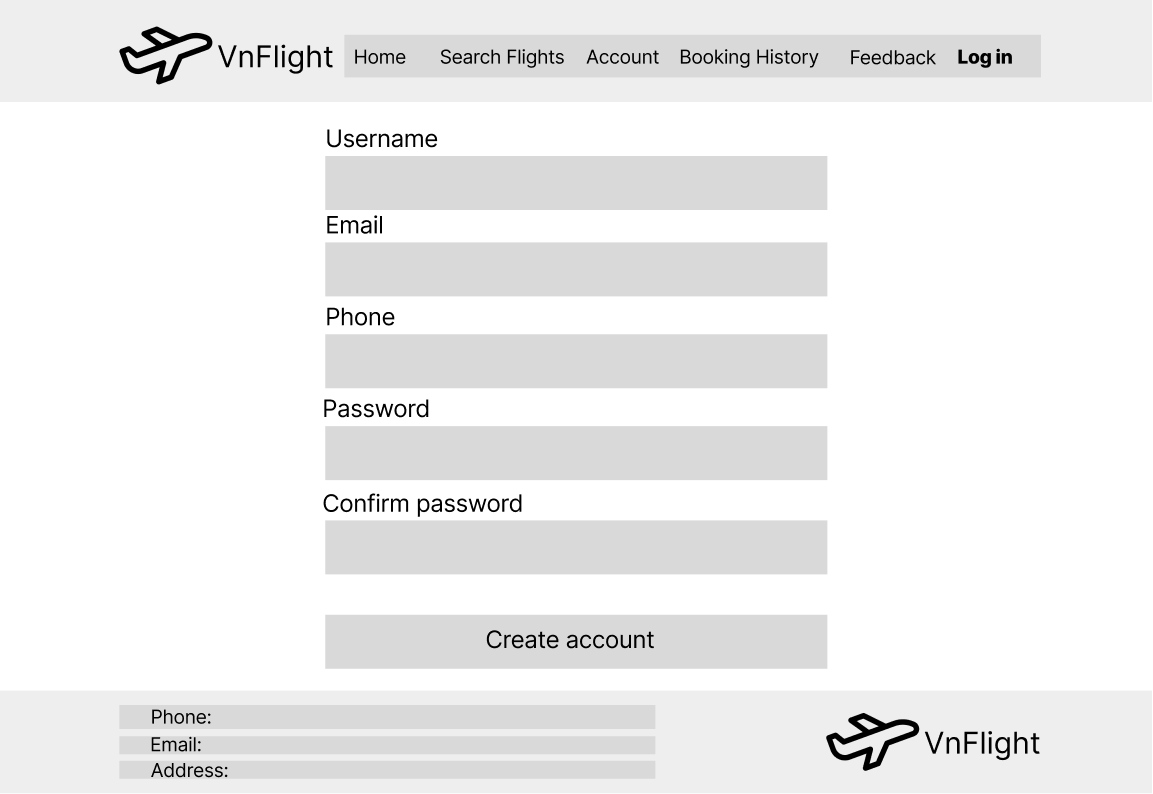 VnFlight Home Search Flights Account Booking History Feedback Log in
Username
Email
Phone
Password
Confirm password
Create account
Phone:
Email:
Address:
VnFlight